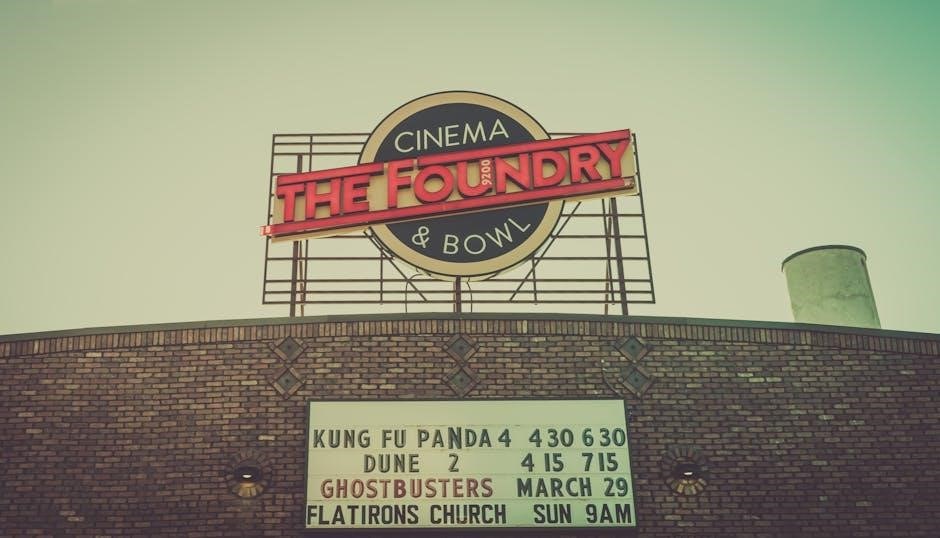 CINEMA
THE FOUNDRY
9200
& BOWL
KUNG FU PANDA 4 430 630
DUNE 2 415 715
GHOSTBUSTERS MARCH 29
FLATIRONS CHURCH SUN 9AM